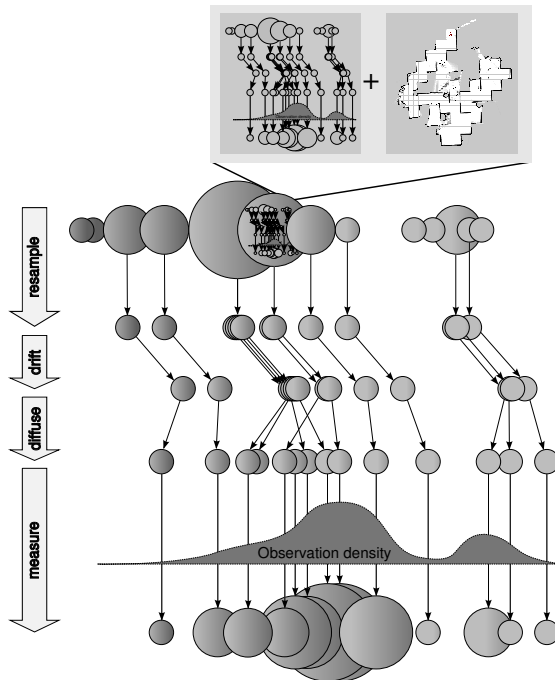 +
resample
drift
diffuse
measure
Observation density